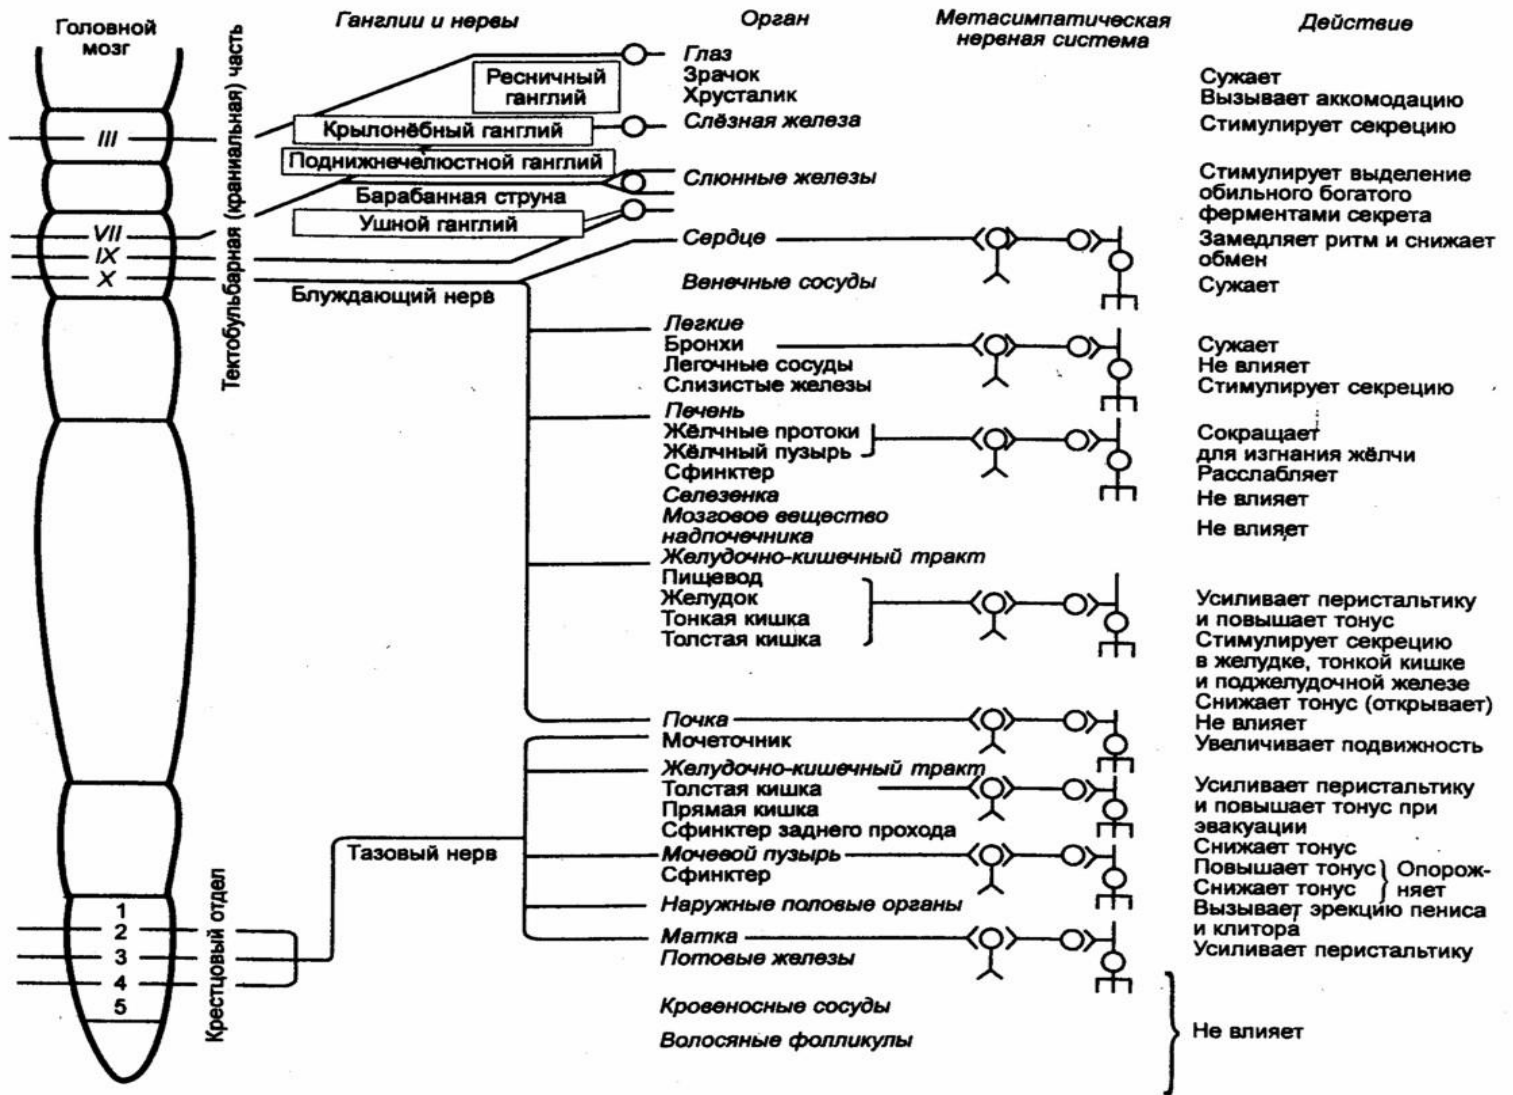 Головной
мозг
Ганглии и нервы
Орган
Метасимпатическая
нервная система
Действие
Тектобульбарная (краниальная) часть
III
VII
IX
X
Ресничный
ганглий
Крылонёбный ганглий
Поднижнечелюстной ганглий
Барабанная струна
Ушной ганглий
Блуждающий нерв
Глаз
Зрачок
Хрусталик
Слёзная железа
Слюнные железы
Сердце
Венечные сосуды
Легкие
Бронхи
Легочные сосуды
Слизистые железы
Печень
Жёлчные протоки
Жёлчный пузырь
Сфинктер
Селезенка
Мозговое вещество
надпочечника
Желудочно-кишечный тракт
Пищевод
Желудок
Тонкая кишка
Толстая кишка
Почка
Мочеточник
Желудочно-кишечный тракт
Толстая кишка
Прямая кишка
Сфинктер заднего прохода
Мочевой пузырь
Сфинктер
Наружные половые органы
Матка
Потовые железы
Кровеносные сосуды
Волосяные фолликулы
Сужает
Вызывает аккомодацию
Стимулирует секрецию
Стимулирует выделение
обильного богатого
ферментами секрета
Замедляет ритм и снижает
обмен
Сужает
Сужает
Не влияет
Стимулирует секрецию
Сокращает
для изгнания жёлчи
Расслабляет
Не влияет
Не влияет
Усиливает перистальтику
и повышает тонус
Стимулирует секрецию
в желудке, тонкой кишке
и поджелудочной железе
Снижает тонус (открывает)
Не влияет
Увеличивает подвижность
Усиливает перистальтику
и повышает тонус при
эвакуации
Снижает тонус
Повышает тонус
Снижает тонус
Опорож-
няет
Вызывает эрекцию пениса
и клитора
Усиливает перистальтику
Не влияет
Тазовый нерв
Крестцовый отдел
1
2
3
4
5